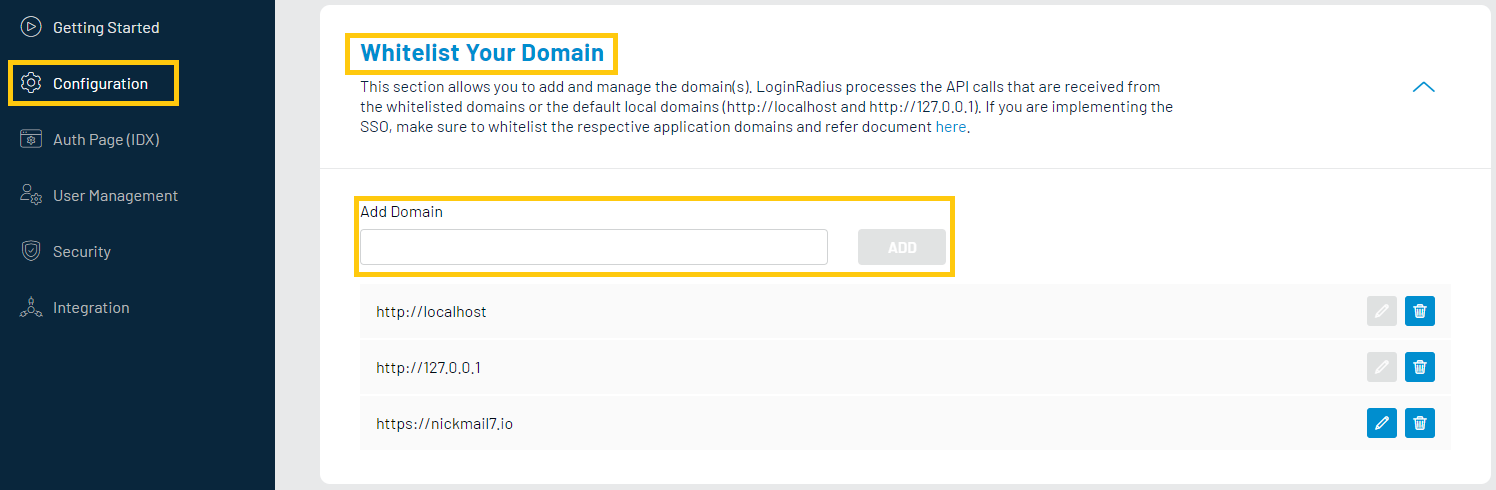 Getting Started
Configuration
Auth Page (IDX)
User Management
Security
Integration
Whitelist Your Domain
This section allows you to add and manage the domain(s). LoginRadius processes the API calls that are received from
the whitelisted domains or the default local domains (http://localhost and http://127.0.0.1). If you are implementing the
SSO, make sure to whitelist the respective application domains and refer document here.
Add Domain
ADD
http://localhost
http://127.0.0.1
https://nickmail7.io